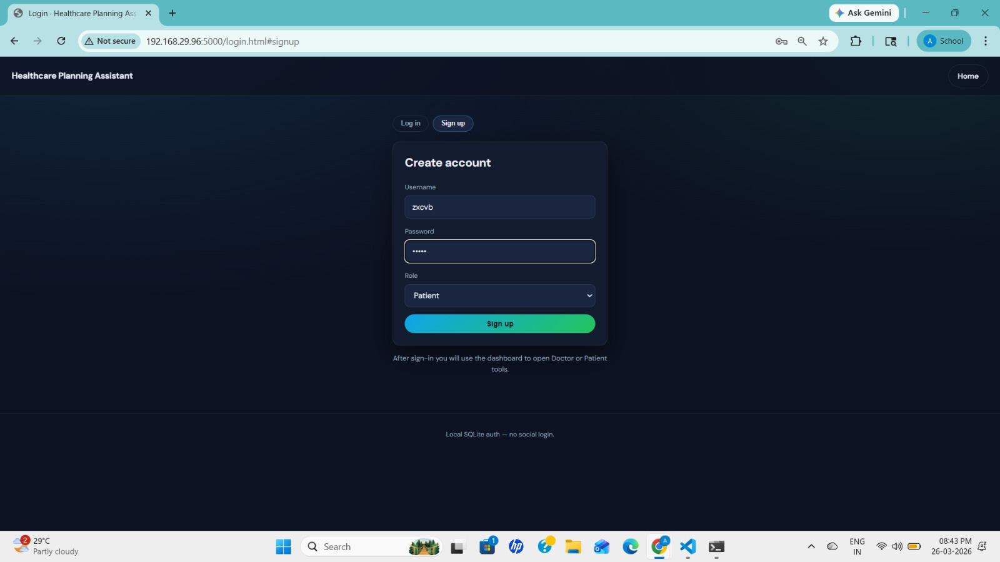 Login · Healthcare Planning Ass
Ask Gemini
Not secure
192.168.29.96:5000/login.html#signup
A
School
Healthcare Planning Assistant
Home
Log in
Sign up
Create account
Username
zxcvb
Password
•••••
Role
Patient
Sign up
After sign-in you will use the dashboard to open Doctor or Patient
tools.
Local SQLite auth — no social login.
2
29°C
Partly cloudy
Search
1
hp
A
ENG
IN
08:43 PM
26-03-2026